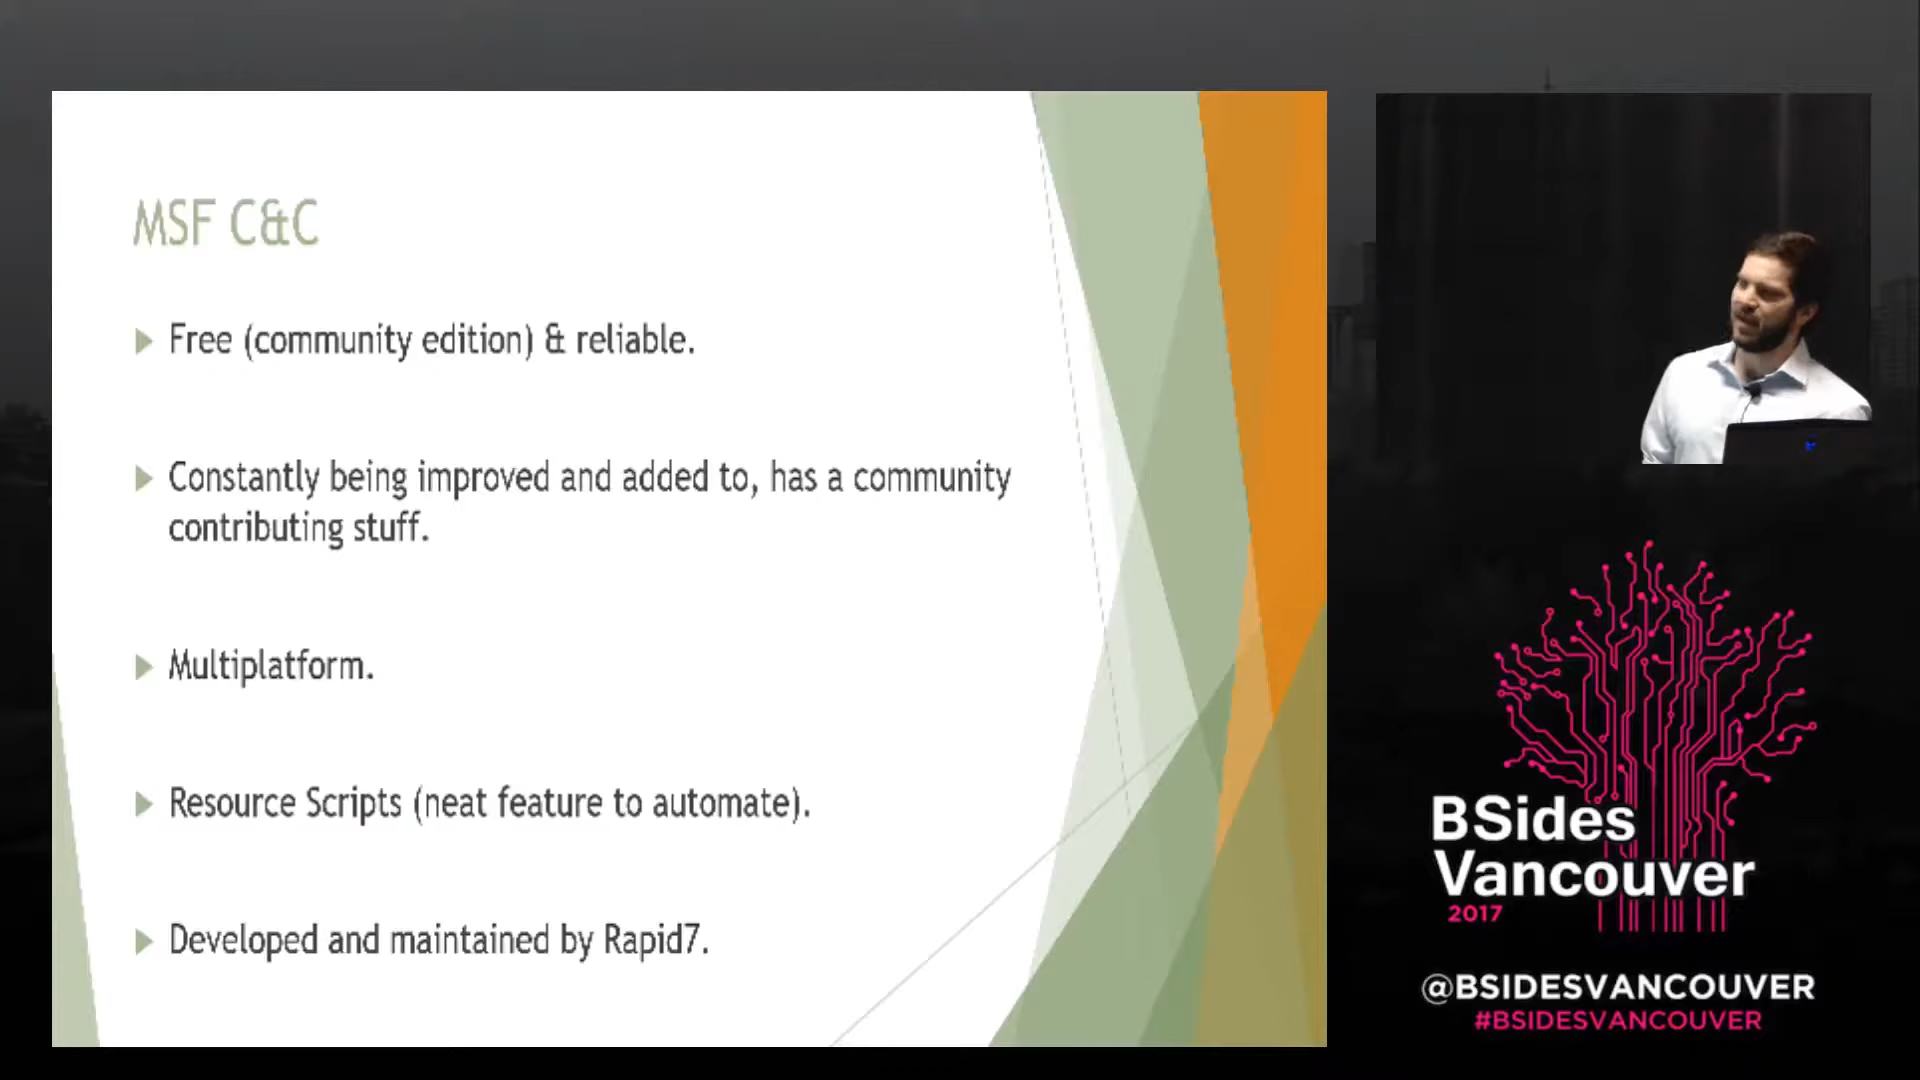 MSF C&C
Free (community edition) & reliable.
Constantly being improved and added to, has a community
contributing stuff.
Multiplatform.
Resource Scripts (neat feature to automate).
Developed and maintained by Rapid7.
BSides
Vancouver
2017
@BSIDESVANCOUVER
#BSIDESVANCOUVER